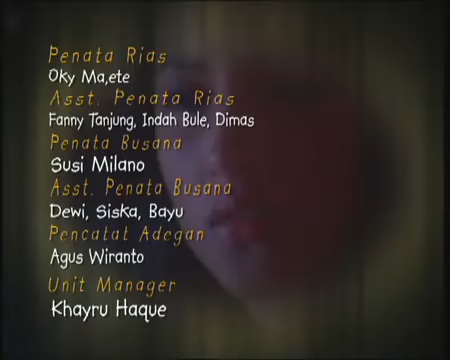 Penata Rias
Oky Ma,ete
Asst. Penata Rias
Fanny Tanjung, Indah Bule, Dimas
Penata Busana
Susi Milano
Asst. Penata Busana
Dewi, Siska, Bayu
Pencatat Adegan
Agus Wiranto
Unit Manager
Khayru Haque